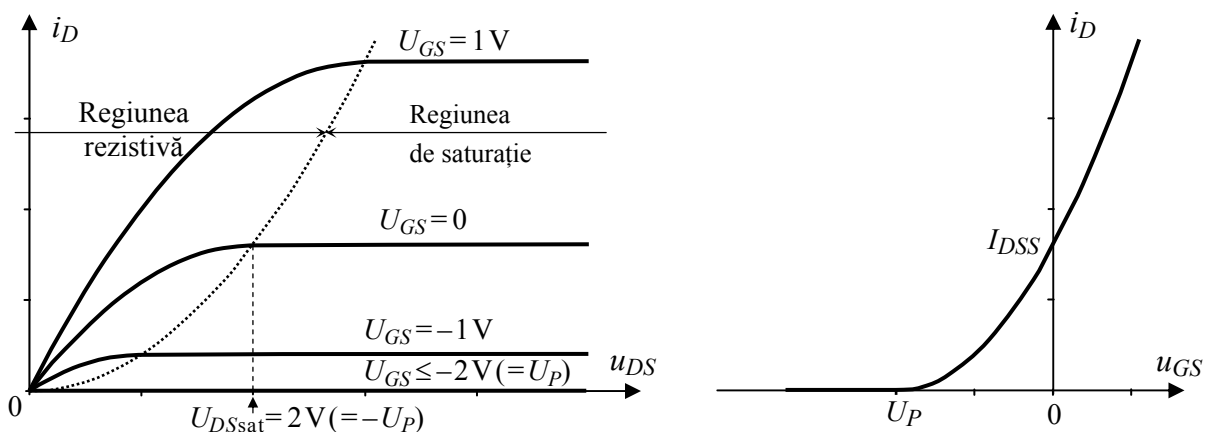 i_D
U_GS = 1 V
Regiunea
rezistivă
Regiunea
de saturație
U_GS = 0
U_GS = –1 V
U_GS ≤ –2 V (= U_P)
u_DS
0
U_DSsat = 2 V (= –U_P)
i_D
I_DSS
u_GS
U_P
0